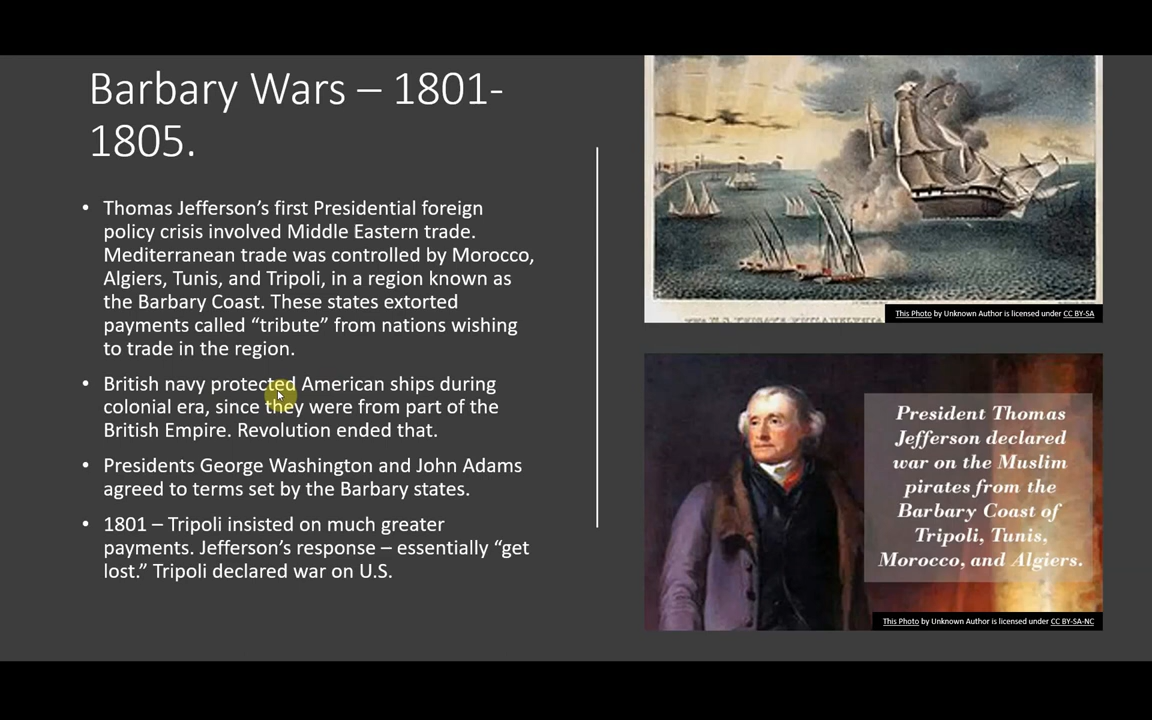 Barbary Wars – 1801-
1805.
• Thomas Jefferson’s first Presidential foreign
policy crisis involved Middle Eastern trade.
Mediterranean trade was controlled by Morocco,
Algiers, Tunis, and Tripoli, in a region known as
the Barbary Coast. These states extorted
payments called “tribute” from nations wishing
to trade in the region.
• British navy protected American ships during
colonial era, since they were from part of the
British Empire. Revolution ended that.
• Presidents George Washington and John Adams
agreed to terms set by the Barbary states.
• 1801 – Tripoli insisted on much greater
payments. Jefferson’s response – essentially “get
lost.” Tripoli declared war on U.S.
This Photo by Unknown Author is licensed under CC BY-SA
President Thomas
Jefferson declared
war on the Muslim
pirates from the
Barbary Coast of
Tripoli, Tunis,
Morocco, and Algiers.
This Photo by Unknown Author is licensed under CC BY-SA-NC